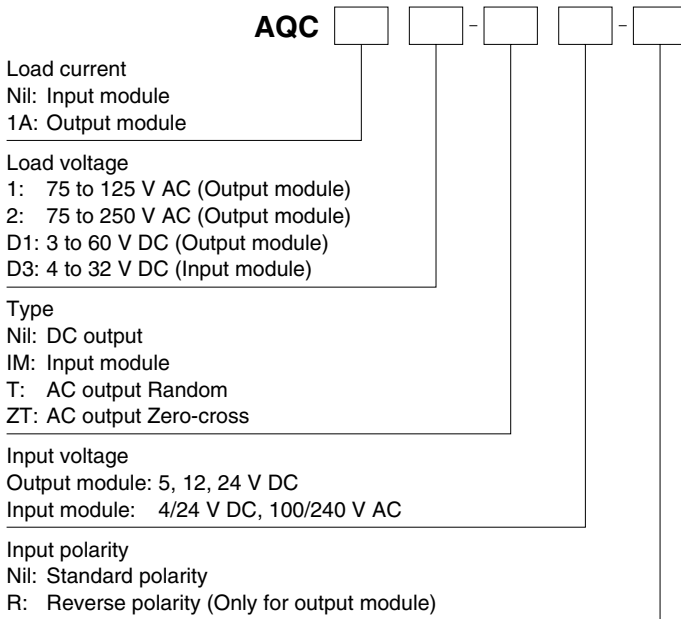 AQC - -
Load current
Nil: Input module
1A: Output module
Load voltage
1: 75 to 125 V AC (Output module)
2: 75 to 250 V AC (Output module)
D1: 3 to 60 V DC (Output module)
D3: 4 to 32 V DC (Input module)
Type
Nil: DC output
IM: Input module
T: AC output Random
ZT: AC output Zero-cross
Input voltage
Output module: 5, 12, 24 V DC
Input module: 4/24 V DC, 100/240 V AC
Input polarity
Nil: Standard polarity
R: Reverse polarity (Only for output module)